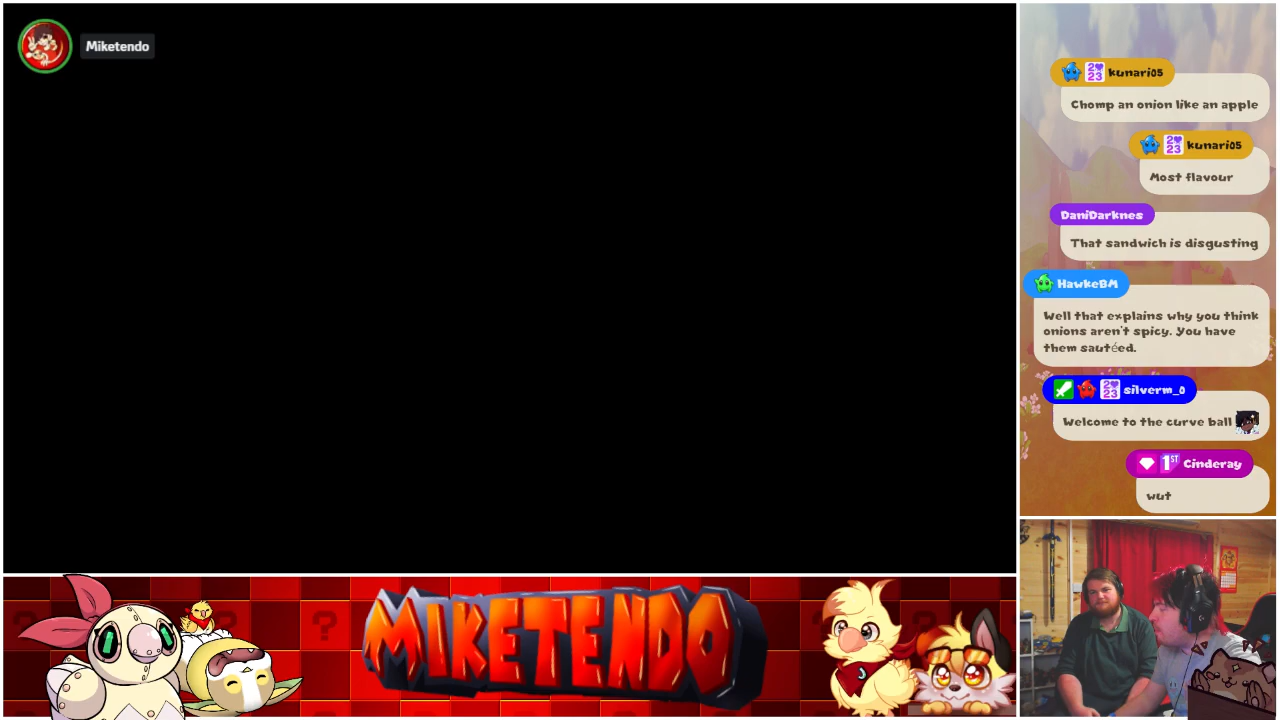 Miketendo
kunari05
Chomp an onion like an apple
kunari05
Most flavour
DaniDarknes
That sandwich is disgusting
HawkeBM
Well that explains why you think
onions aren't spicy. You have
them sautéed.
silverm_0
Welcome to the curve ball
1ST Cinderay
wut
MIKETENDO